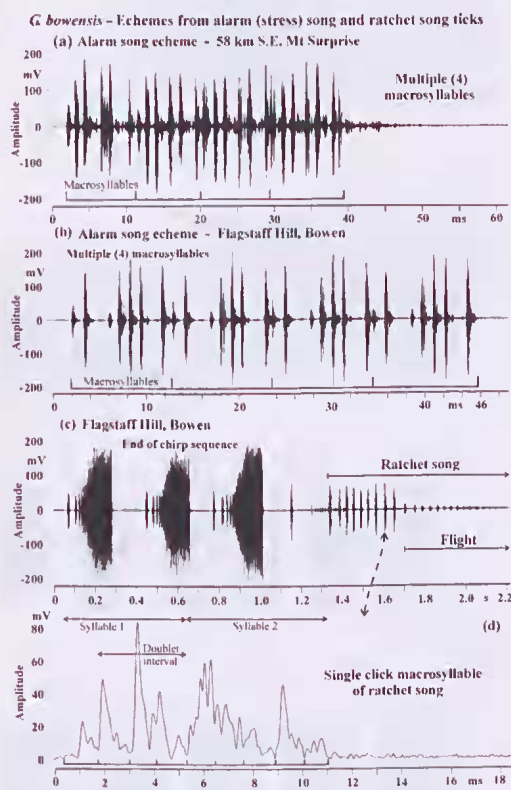 G. bowensis – Echemes from alarm (stress) song and ratchet song ticks
(a) Alarm song echeme - 58 km S.E. Mt Surprise
200
mV
100
0
-100
-200
Amplitude
Multiple (4)
macrosyllables
Macrosyllables
0 10 20 30 40 50 ms 60
(b) Alarm song echeme - Flagstaff Hill, Bowen
Multiple (4) macrosyllables
200
mV
100
0
-100
-200
Amplitude
Macrosyllables
0 10 20 30 40 ms 46
(c) Flagstaff Hill, Bowen
End of chirp sequence
200
mV
100
0
-100
-200
Amplitude
Ratchet song
Flight
0.2 0.4 0.6 0.8 1.0 1.4 1.6 1.8 2.0 s 2.2
(d)
mV
80
60
40
20
0
Amplitude
Syllable 1 Syllable 2
Doublet
interval
Single click macrosyllable
of ratchet song
0 2 4 6 8 10 12 14 16 ms 18